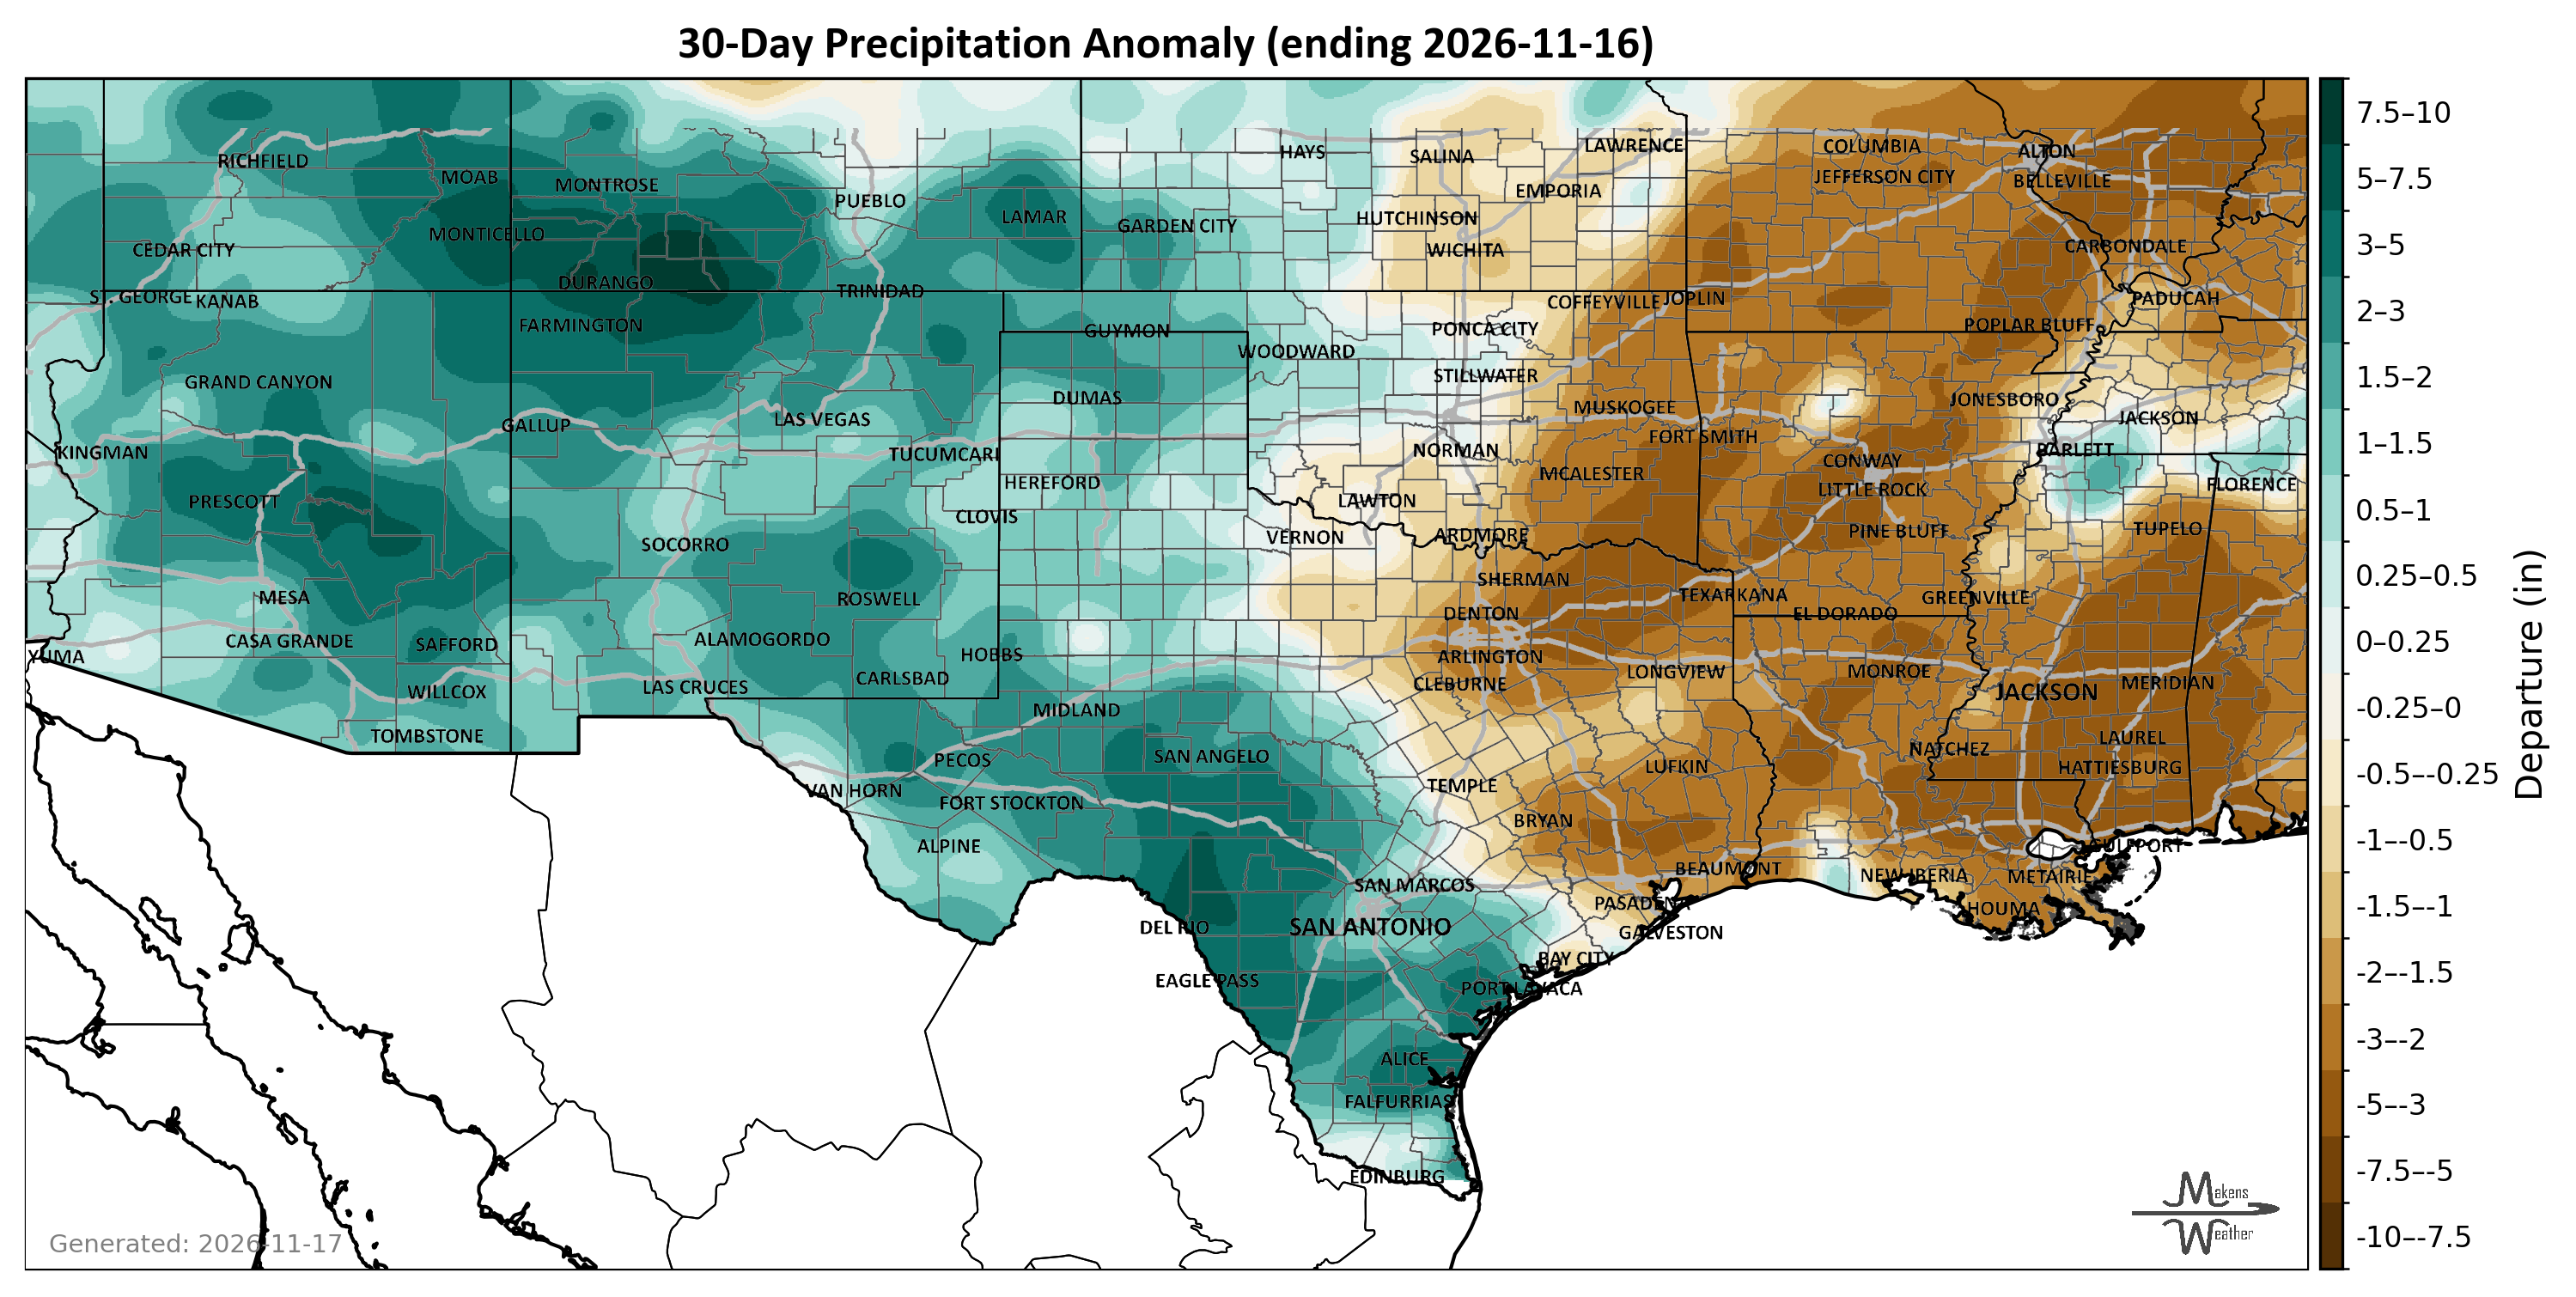 30-Day Precipitation Anomaly (ending 2026-11-16)
RICHFIELD
MOAB
MONTROSE
PUEBLO
LAMAR
HAYS
SALINA
LAWRENCE
COLUMBIA
ALTON
JEFFERSON CITY
BELLEVILLE
EMPORIA
HUTCHINSON
GARDEN CITY
WICHITA
CEDAR CITY
MONTICELLO
CARBONDALE
DURANGO
TRINIDAD
ST. GEORGE
KANAB
COFFEYVILLE
JOPLIN
PADUCAH
FARMINGTON
GUYMON
PONCA CITY
POPLAR BLUFF
WOODWARD
STILLWATER
GRAND CANYON
DUMAS
MUSKOGEE
JONESBORO
JACKSON
GALLUP
LAS VEGAS
FORT SMITH
KINGMAN
TUCUMCARI
NORMAN
BARLETT
CONWAY
MCALESTER
HEREFORD
LITTLE ROCK
FLORENCE
PRESCOTT
LAWTON
CLOVIS
PINE BLUFF
TUPELO
SOCORRO
VERNON
ARDMORE
SHERMAN
MESA
ROSWELL
TEXARKANA
GREENVILLE
DENTON
EL DORADO
CASA GRANDE
SAFFORD
ALAMOGORDO
HOBBS
ARLINGTON
YUMA
LONGVIEW
MONROE
CARLSBAD
CLEBURNE
LAS CRUCES
WILLCOX
JACKSON
MERIDIAN
MIDLAND
TOMBSTONE
LAUREL
NATCHEZ
SAN ANGELO
PECOS
LUFKIN
HATTIESBURG
VAN HORN
TEMPLE
FORT STOCKTON
BRYAN
ALPINE
GULFPORT
BEAUMONT
NEW IBERIA
METAIRIE
SAN MARCOS
PASADENA
HOUMA
DEL RIO
SAN ANTONIO
GALVESTON
BAY CITY
EAGLE PASS
PORT LAVACA
ALICE
FALFURRIAS
EDINBURG
7.5–10
5–7.5
3–5
2–3
1.5–2
1–1.5
0.5–1
0.25–0.5
0–0.25
-0.25–0
-0.5–-0.25
-1–-0.5
-1.5–-1
-2–-1.5
-3–-2
-5–-3
-7.5–-5
-10–-7.5
Departure (in)
Generated: 2026-11-17
Makens
Weather